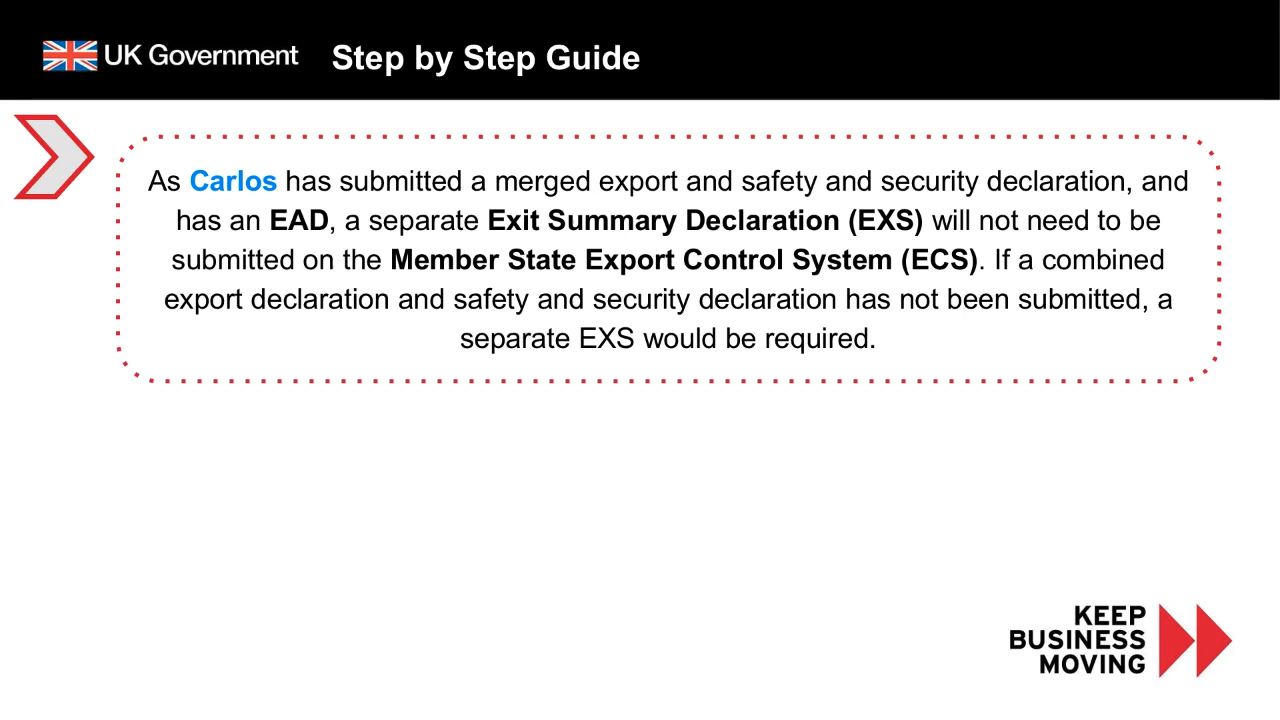 UK Government
Step by Step Guide
As Carlos has submitted a merged export and safety and security declaration, and
has an EAD, a separate Exit Summary Declaration (EXS) will not need to be
submitted on the Member State Export Control System (ECS). If a combined
export declaration and safety and security declaration has not been submitted, a
separate EXS would be required.
KEEP
BUSINESS
MOVING